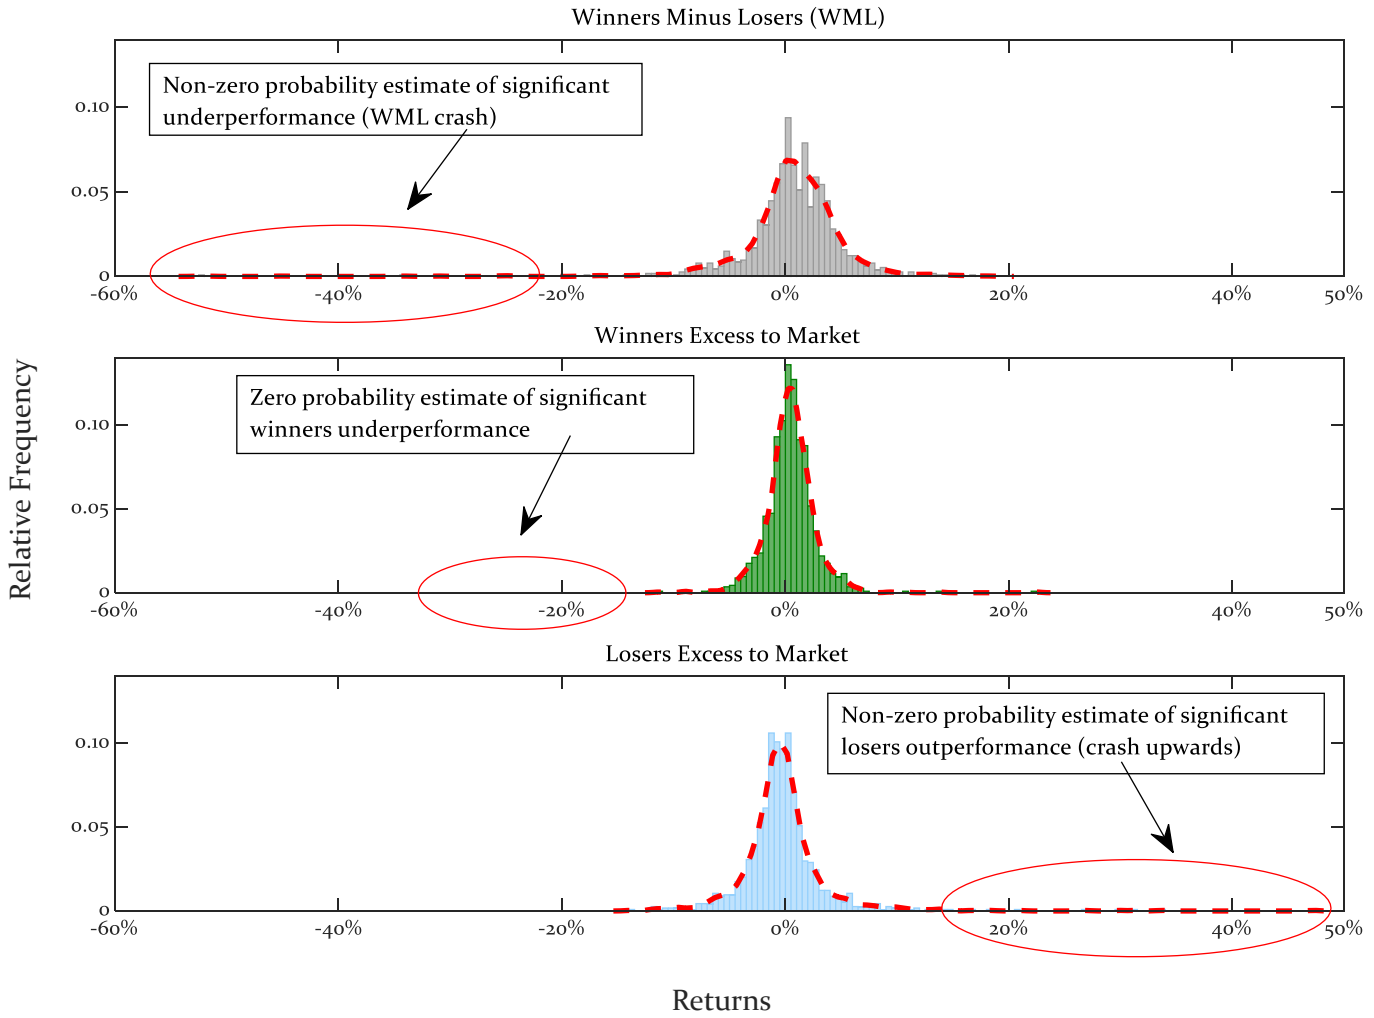 Winners Minus Losers (WML)
Non-zero probability estimate of significant
underperformance (WML crash)
0.10
0.05
0
-60%
-40%
-20%
0%
20%
40%
50%
Winners Excess to Market
Zero probability estimate of significant
winners underperformance
0.10
0.05
0
-60%
-40%
-20%
0%
20%
40%
50%
Relative Frequency
Losers Excess to Market
Non-zero probability estimate of significant
losers outperformance (crash upwards)
0.10
0.05
0
-60%
-40%
-20%
0%
20%
40%
50%
Returns